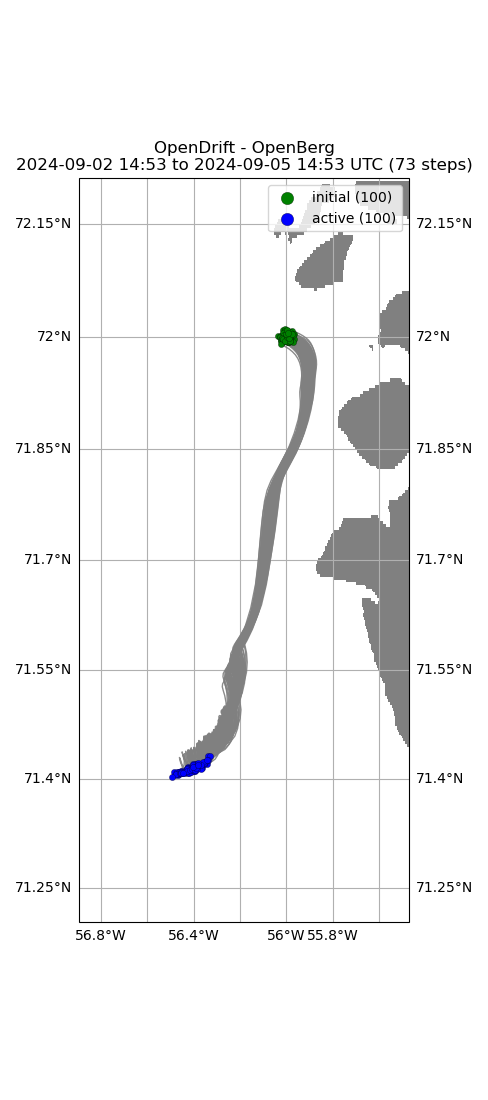 OpenDrift - OpenBerg
2024-09-02 14:53 to 2024-09-05 14:53 UTC (73 steps)
initial (100)
active (100)
72.15°N 72.15°N
72°N 72°N
71.85°N 71.85°N
71.7°N 71.7°N
71.55°N 71.55°N
71.4°N 71.4°N
71.25°N 71.25°N
56.8°W 56.4°W 56°W 55.8°W